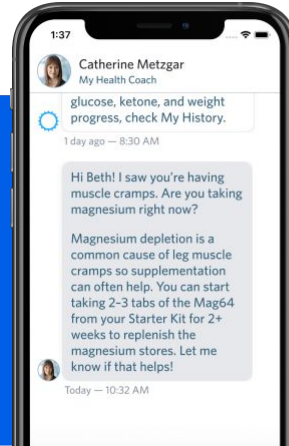 1:37
Catherine Metzgar
My Health Coach
glucose, ketone, and weight
progress, check My History.
1 day ago — 8:30 AM
Hi Beth! I saw you're having
muscle cramps. Are you taking
magnesium right now?
Magnesium depletion is a
common cause of leg muscle
cramps so supplementation
can often help. You can start
taking 2–3 tabs of the Mag64
from your Starter Kit for 2+
weeks to replenish the
magnesium stores. Let me
know if that helps!
Today — 10:32 AM